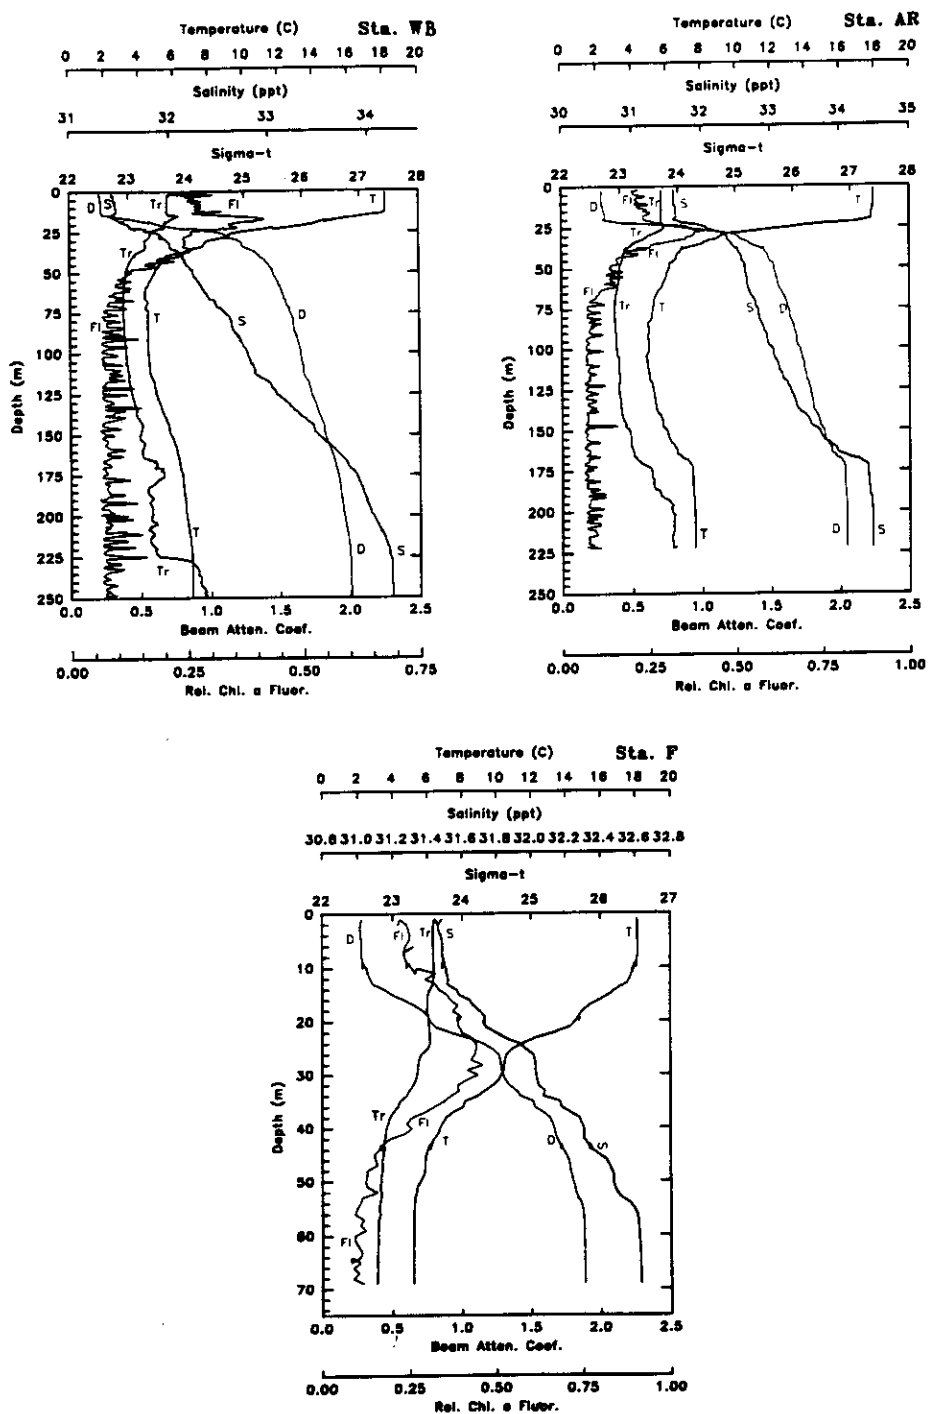 Temperature (C) Sta. WB
0 2 4 6 8 10 12 14 16 18 20
Salinity (ppt)
31 32 33 34
Sigma-t
22 23 24 25 26 27 28
0
25
50
75
100
125
150
175
200
225
250
Depth (m)
D S Tr Fl T
Tr
Fl T S D
T D S
Tr
0.0 0.5 1.0 1.5 2.0 2.5
Beam Atten. Coef.
0.00 0.25 0.50 0.75
Rel. Chl. a Fluor.
Temperature (C) Sta. AR
0 2 4 6 8 10 12 14 16 18 20
Salinity (ppt)
30 31 32 33 34 35
Sigma-t
22 23 24 25 26 27 28
0
25
50
75
100
125
150
175
200
225
250
Depth (m)
D Fl Tr S T
Tr
Fl
Fl Tr T S D
T D S
0.0 0.5 1.0 1.5 2.0 2.5
Beam Atten. Coef.
0.00 0.25 0.50 0.75 1.00
Rel. Chl. a Fluor.
Temperature (C) Sta. F
0 2 4 6 8 10 12 14 16 18 20
Salinity (ppt)
30.8 31.0 31.2 31.4 31.6 31.8 32.0 32.2 32.4 32.6 32.8
Sigma-t
22 23 24 25 26 27
0
10
20
30
40
50
60
70
Depth (m)
D Fl Tr S T
Tr Fl
T D S
Fl
0.0 0.5 1.0 1.5 2.0 2.5
Beam Atten. Coef.
0.00 0.25 0.50 0.75 1.00
Rel. Chl. a Fluor.